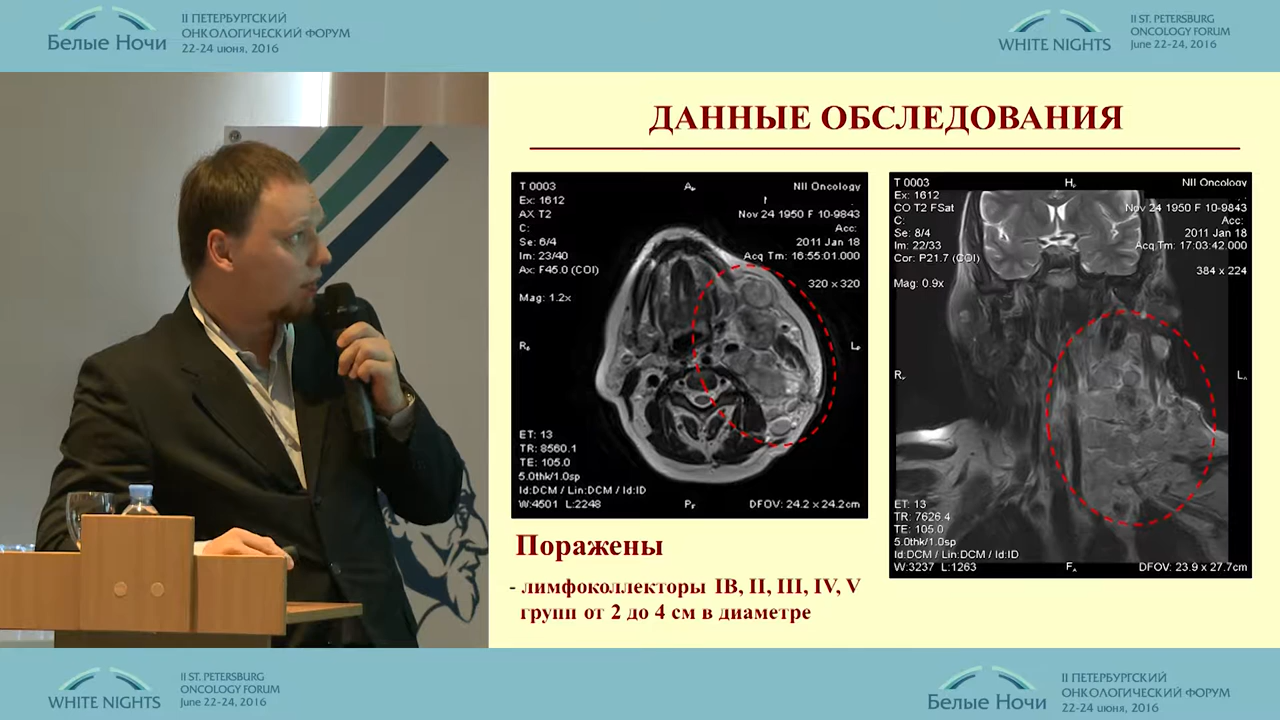 Белые Ночи
II ПЕТЕРБУРГСКИЙ
ОНКОЛОГИЧЕСКИЙ ФОРУМ
22-24 июня, 2016
WHITE NIGHTS
II ST. PETERSBURG
ONCOLOGY FORUM
June 22-24, 2016
ДАННЫЕ ОБСЛЕДОВАНИЯ
T 0003
Ex: 1612
AX T2
C:
Se: 6/4
Im: 23/40
Ax: F45.0 (COI)
Mag: 1.2x
NII Oncology
Nov 24 1950 F 10-9843
Acc:
2011 Jan 18
Acq Tm: 16:55:01.000
320 x 320
ET: 13
TR: 8560.1
TE: 105.0
5.0thk/1.0sp
Id:DCM / Lin:DCM / Id:ID
W:4501 L:2248
DFOV: 24.2 x 24.2cm
T 0003
Ex: 1612
CO T2 FSat
C:
Se: 8/4
Im: 22/33
Cor: P21.7 (COI)
Mag: 0.9x
NII Oncology
Nov 24 1950 F 10-9843
Acc:
2011 Jan 18
Acq Tm: 17:03:42.000
384 x 224
ET: 13
TR: 7626.4
TE: 105.0
5.0thk/1.0sp
Id:DCM / Lin:DCM / Id:ID
W:3237 L:1263
DFOV: 23.9 x 27.7cm
Поражены
- лимфоколлекторы IB, II, III, IV, V
групп от 2 до 4 см в диаметре
WHITE NIGHTS
II ST. PETERSBURG
ONCOLOGY FORUM
June 22-24, 2016
Белые Ночи
II ПЕТЕРБУРГСКИЙ
ОНКОЛОГИЧЕСКИЙ ФОРУМ
22-24 июня, 2016